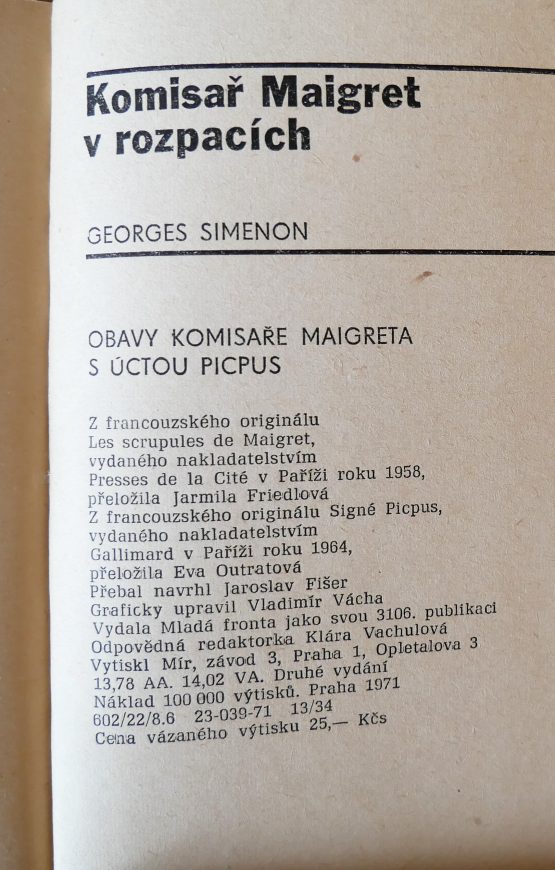 Komisař Maigret
v rozpacích
GEORGES SIMENON
OBAVY KOMISAŘE MAIGRETA
S ÚCTOU PICPUS
Z francouzského originálu
Les scrupules de Maigret,
vydaného nakladatelstvím
Presses de la Cité v Paříži roku 1958,
přeložila Jarmila Friedlová
Z francouzského originálu Signé Picpus,
vydaného nakladatelstvím
Gallimard v Paříži roku 1964,
přeložila Eva Outratová
Přebal navrhl Jaroslav Fišer
Graficky upravil Vladimír Vácha
Vydala Mladá fronta jako svou 3106. publikaci
Odpovědná redaktorka Klára Vachulová
Vytiskl Mír, závod 3, Praha 1, Opletalova 3
13,78 AA. 14,02 VA. Druhé vydání
Náklad 100 000 výtisků. Praha 1971
602/22/8.6 23-039-71 13/34
Cena vázaného výtisku 25,— Kčs